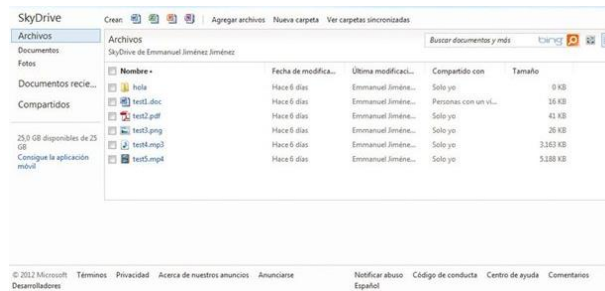 SkyDrive
Crear:
Agregar archivos Nueva carpeta Ver carpetas sincronizadas
Archivos
Documentos
Fotos
Documentos recie...
Compartidos
25,0 GB disponibles de 25
GB
Consigue la aplicación
móvil
Archivos
SkyDrive de Emmanuel Jiménez Jiménez
Buscar documentos y más bing
Nombre Fecha de modifica... Última modificaci... Compartido con Tamaño
hola Hace 6 días Emmanuel Jiméne... Solo yo 0 KB
test1.doc Hace 6 días Emmanuel Jiméne... Personas con un ví... 16 KB
test2.pdf Hace 6 días Emmanuel Jiméne... Solo yo 41 KB
test3.png Hace 6 días Emmanuel Jiméne... Solo yo 26 KB
test4.mp3 Hace 6 días Emmanuel Jiméne... Solo yo 3.163 KB
test5.mp4 Hace 6 días Emmanuel Jiméne... Solo yo 5.188 KB
© 2012 Microsoft Términos Privacidad Acerca de nuestros anuncios Anunciarse Notificar abuso Código de conducta Centro de ayuda Comentarios
Desarrolladores Español